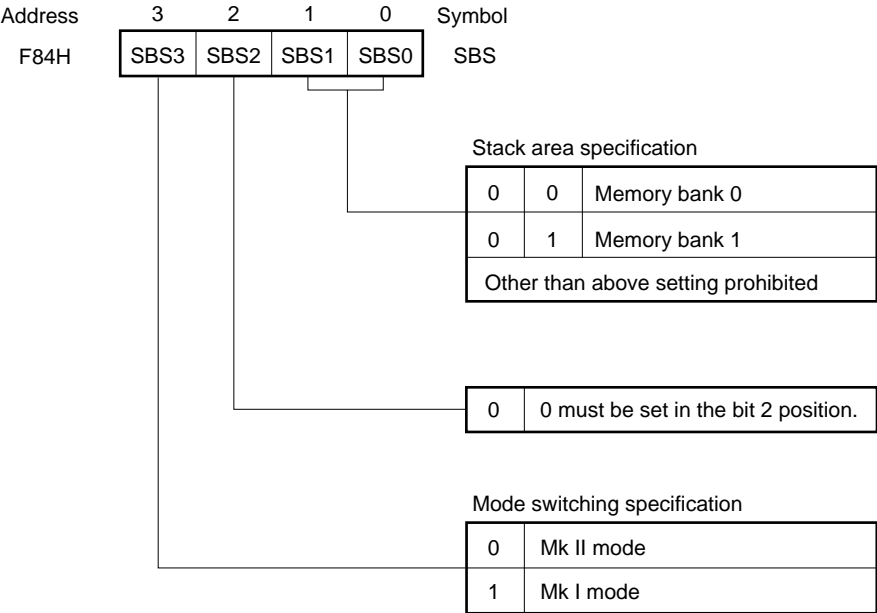 Address 3 2 1 0 Symbol
F84H SBS3 SBS2 SBS1 SBS0 SBS
Stack area specification
0 0 Memory bank 0
0 1 Memory bank 1
Other than above setting prohibited
0 0 must be set in the bit 2 position.
Mode switching specification
0 Mk II mode
1 Mk I mode